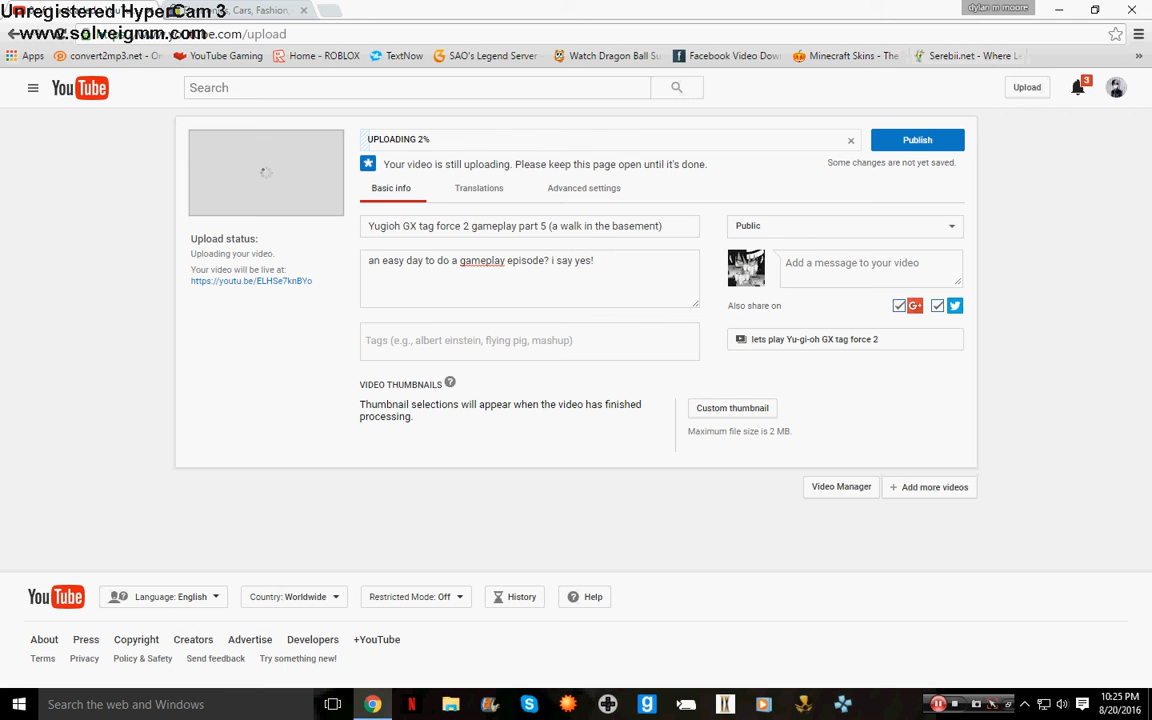 Unregistered HyperCam 3
www.solveigmm.com
Cars, Fashion,
dylan m moore
.com/upload
Apps convert2mp3.net - On YouTube Gaming Home - ROBLOX TextNow SAO's Legend Server Watch Dragon Ball Su Facebook Video Down Minecraft Skins - The Serebii.net - Where Le »
YouTube Search Upload 3
UPLOADING 2% × Publish
Your video is still uploading. Please keep this page open until it's done. Some changes are not yet saved.
Basic info Translations Advanced settings
Yugioh GX tag force 2 gameplay part 5 (a walk in the basement) Public
Upload status:
Uploading your video.
Your video will be live at:
https://youtu.be/ELHSe7knBYo
an easy day to do a gameplay episode? i say yes! Add a message to your video
Also share on G+
Tags (e.g., albert einstein, flying pig, mashup) lets play Yu-gi-oh GX tag force 2
VIDEO THUMBNAILS ?
Thumbnail selections will appear when the video has finished
processing.
Custom thumbnail
Maximum file size is 2 MB.
Video Manager + Add more videos
YouTube Language: English Country: Worldwide Restricted Mode: Off History Help
About Press Copyright Creators Advertise Developers +YouTube
Terms Privacy Policy & Safety Send feedback Try something new!
Search the web and Windows
10:25 PM
8/20/2016